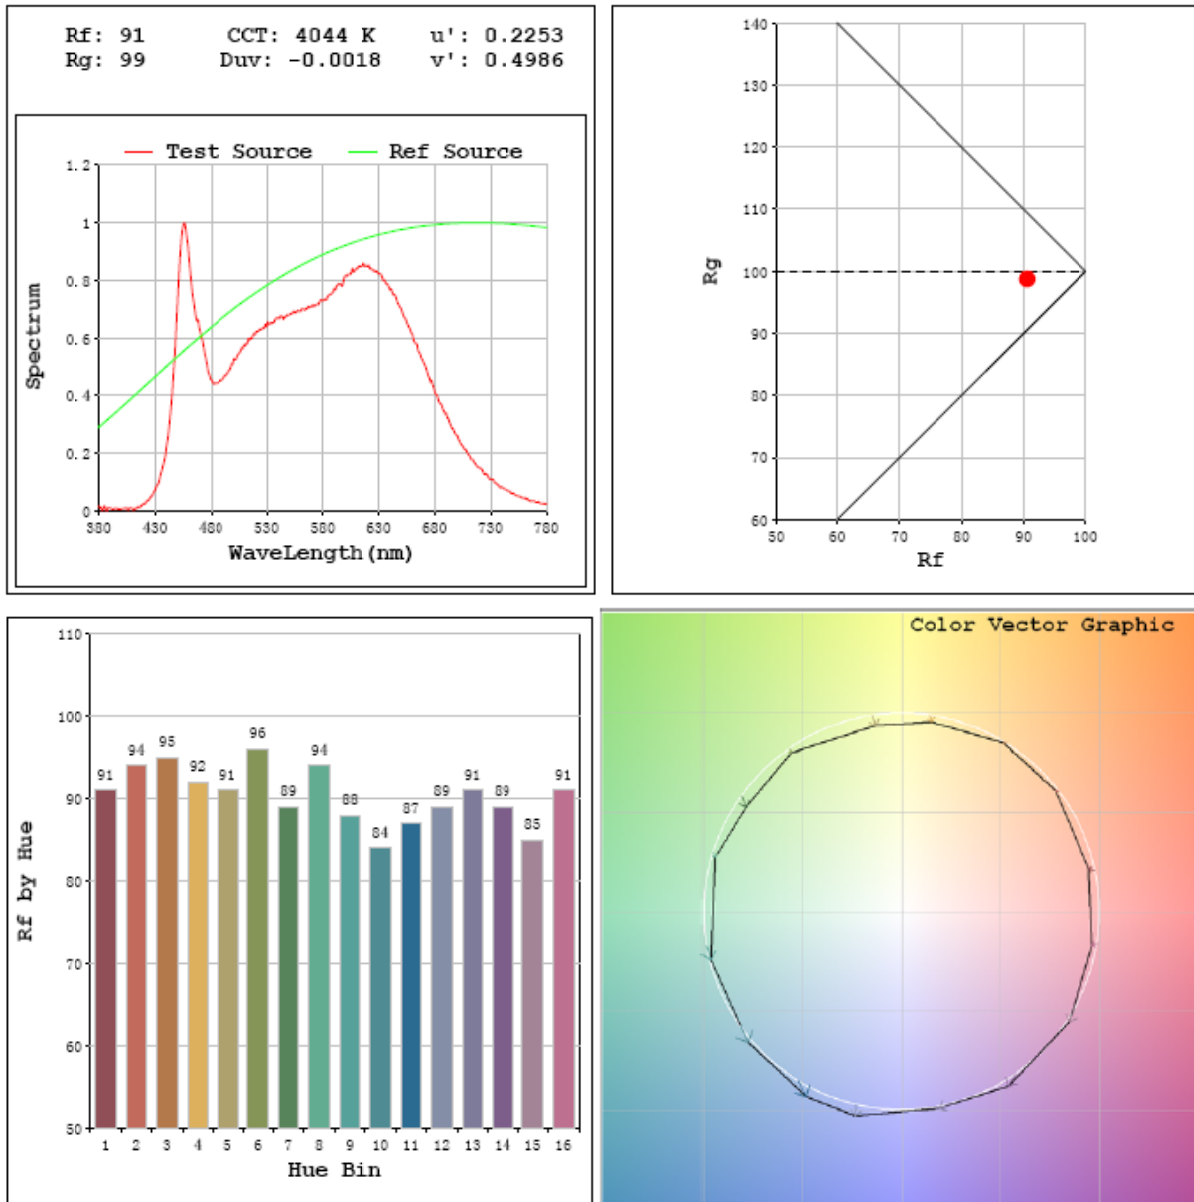 Rf: 91 CCT: 4044 K u': 0.2253
Rg: 99 Duv: -0.0018 v': 0.4986
Test Source Ref Source
1.2
1
0.8
0.6
0.4
0.2
0
Spectrum
380 430 480 530 580 630 680 730 780
WaveLength(nm)
140
130
120
110
100
90
80
70
60
Rg
50 60 70 80 90 100
Rf
110
100
90
80
70
60
50
Rf by Hue
91 94 95 92 91 96 89 94 88 84 87 89 91 89 85 91
1 2 3 4 5 6 7 8 9 10 11 12 13 14 15 16
Hue Bin
Color Vector Graphic